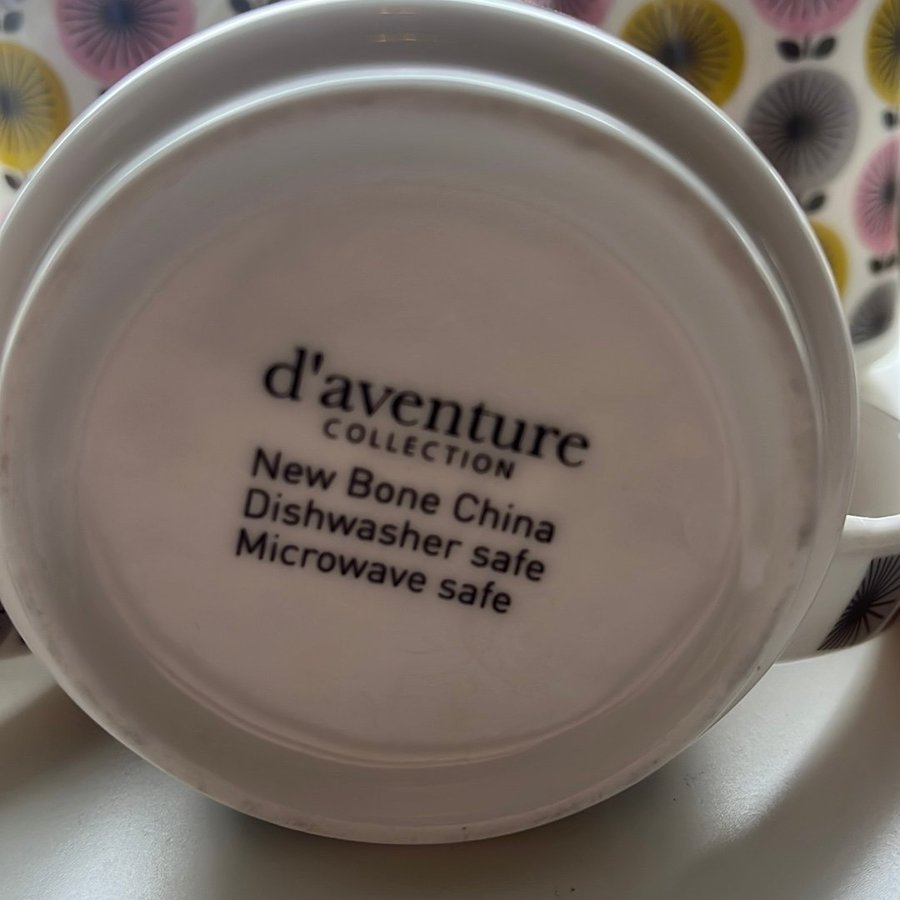 d'aventure
COLLECTION
New Bone China
Dishwasher safe
Microwave safe